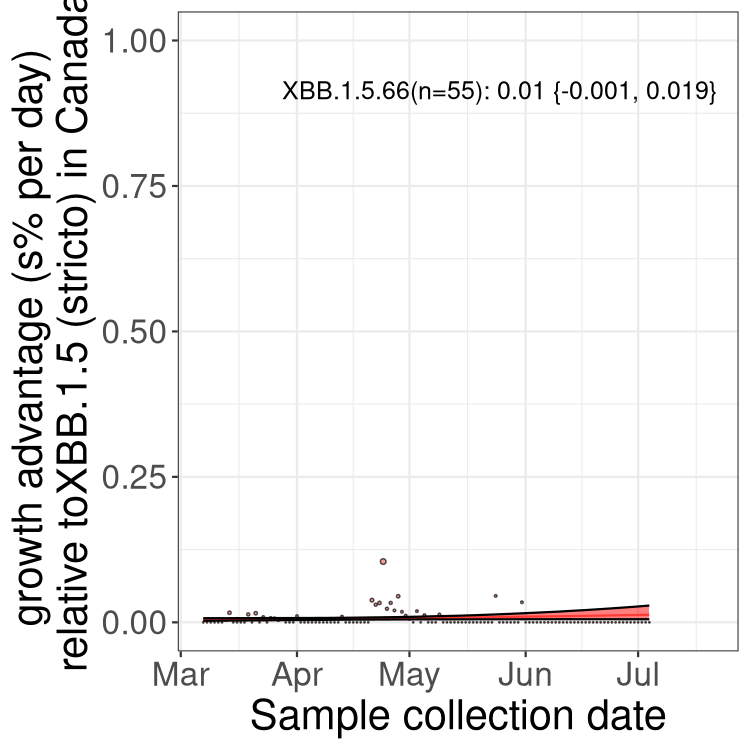 growth advantage (s% per day)
relative toXBB.1.5 (stricto) in Canada
1.00
0.75
0.50
0.25
0.00
XBB.1.5.66(n=55): 0.01 {-0.001, 0.019}
Mar Apr May Jun Jul
Sample collection date